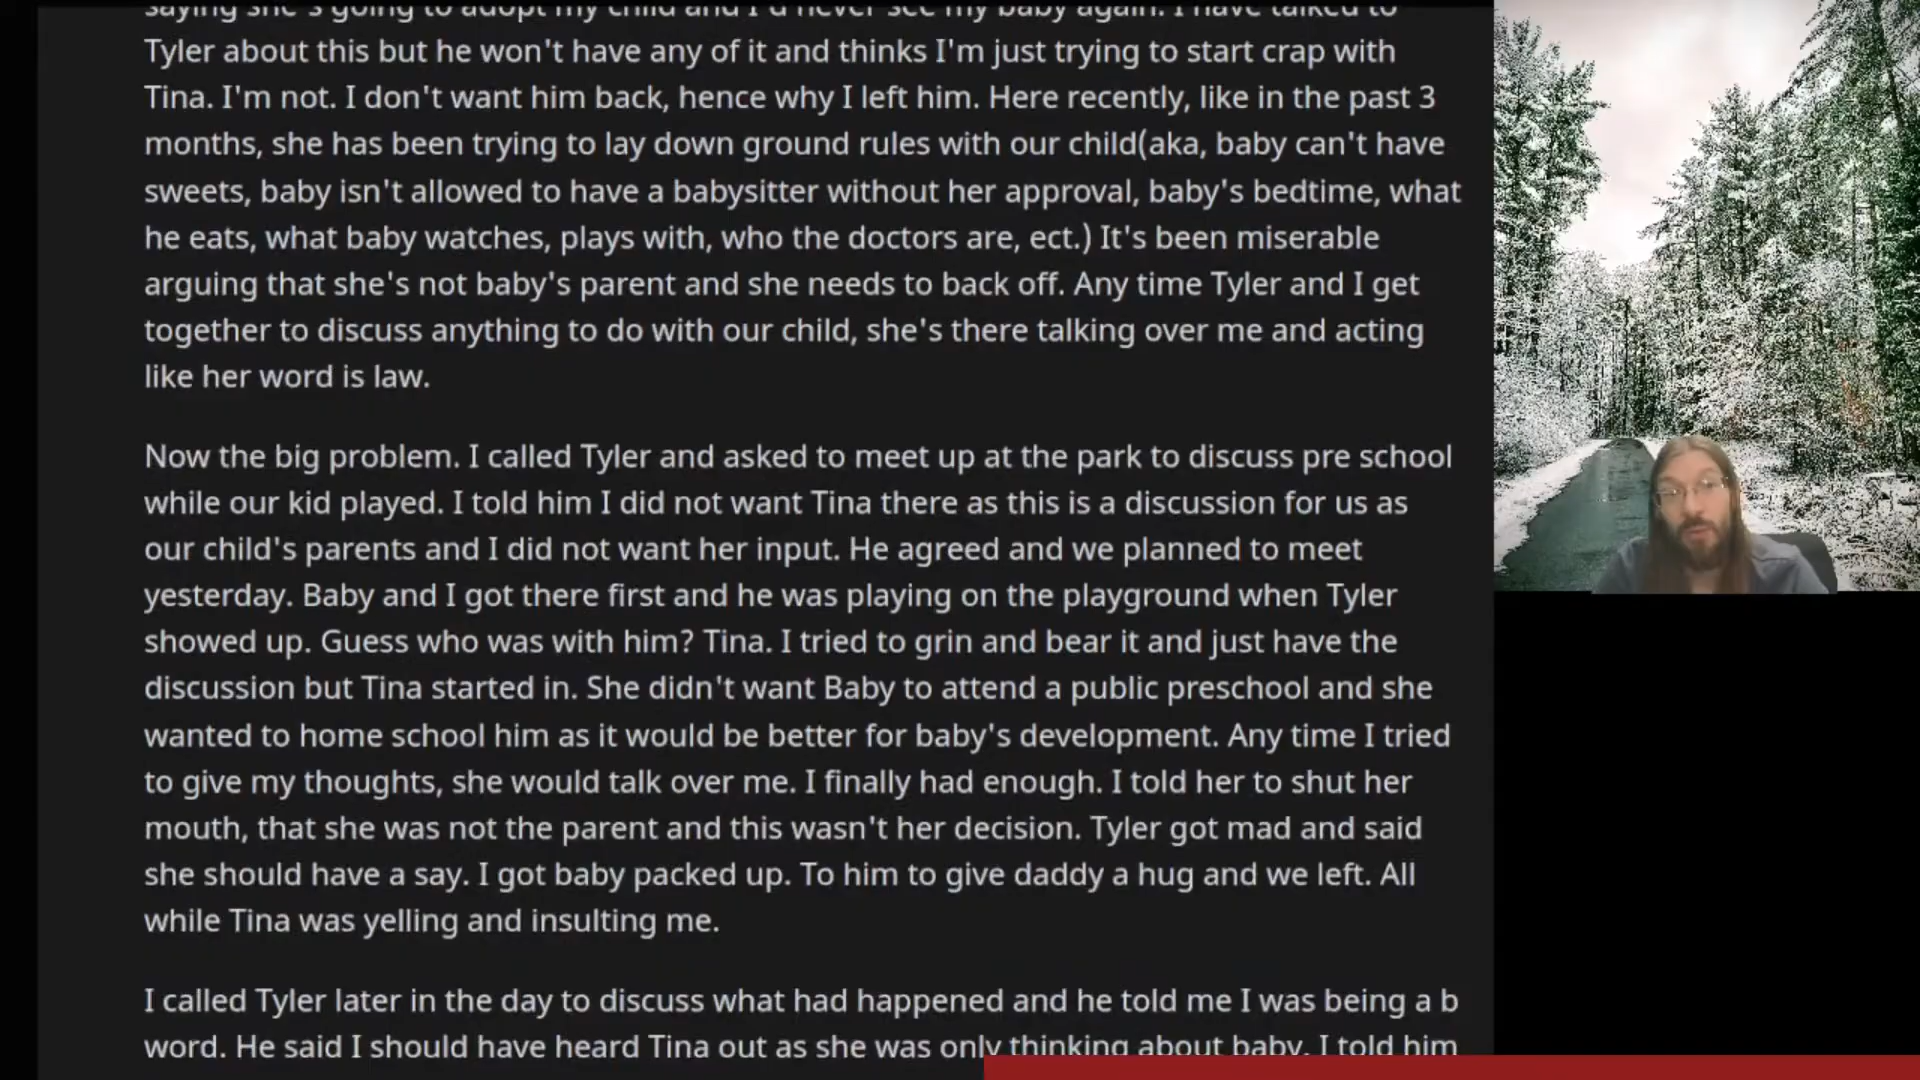 saying she's going to adopt my child and I'd never see my baby again. I have talked to
Tyler about this but he won't have any of it and thinks I'm just trying to start crap with
Tina. I'm not. I don't want him back, hence why I left him. Here recently, like in the past 3
months, she has been trying to lay down ground rules with our child(aka, baby can't have
sweets, baby isn't allowed to have a babysitter without her approval, baby's bedtime, what
he eats, what baby watches, plays with, who the doctors are, ect.) It's been miserable
arguing that she's not baby's parent and she needs to back off. Any time Tyler and I get
together to discuss anything to do with our child, she's there talking over me and acting
like her word is law.
Now the big problem. I called Tyler and asked to meet up at the park to discuss pre school
while our kid played. I told him I did not want Tina there as this is a discussion for us as
our child's parents and I did not want her input. He agreed and we planned to meet
yesterday. Baby and I got there first and he was playing on the playground when Tyler
showed up. Guess who was with him? Tina. I tried to grin and bear it and just have the
discussion but Tina started in. She didn't want Baby to attend a public preschool and she
wanted to home school him as it would be better for baby's development. Any time I tried
to give my thoughts, she would talk over me. I finally had enough. I told her to shut her
mouth, that she was not the parent and this wasn't her decision. Tyler got mad and said
she should have a say. I got baby packed up. To him to give daddy a hug and we left. All
while Tina was yelling and insulting me.
I called Tyler later in the day to discuss what had happened and he told me I was being a b
word. He said I should have heard Tina out as she was only thinking about baby. I told him